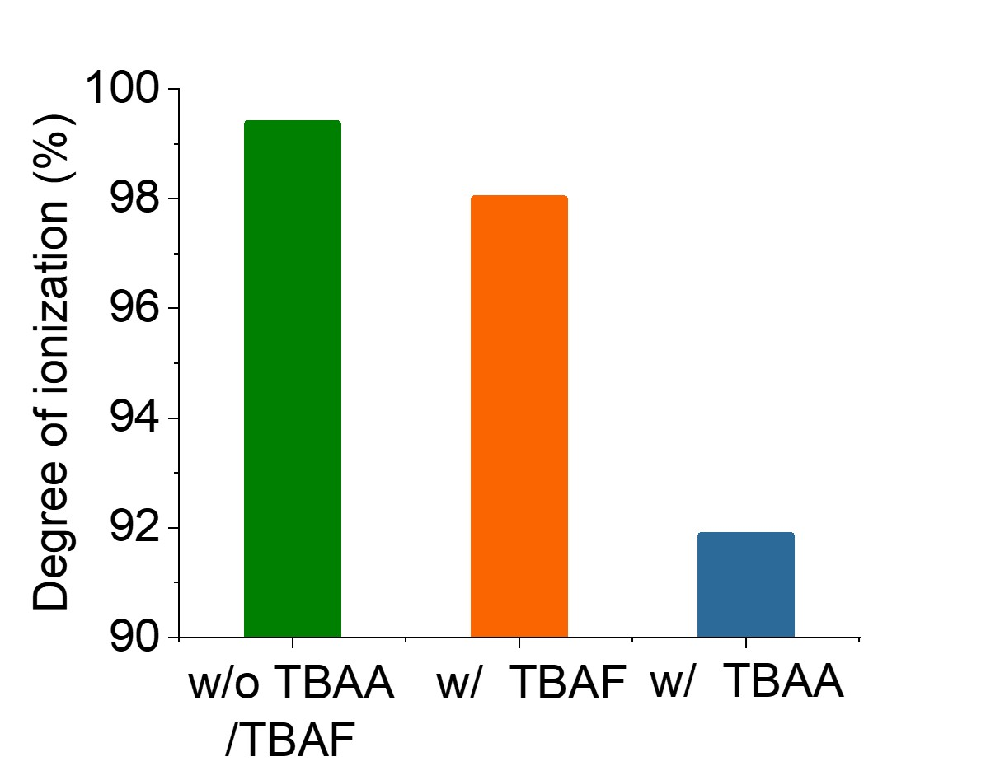 Degree of ionization (%)
100
98
96
94
92
90
w/o TBAA
/TBAF
w/ TBAF
w/ TBAA